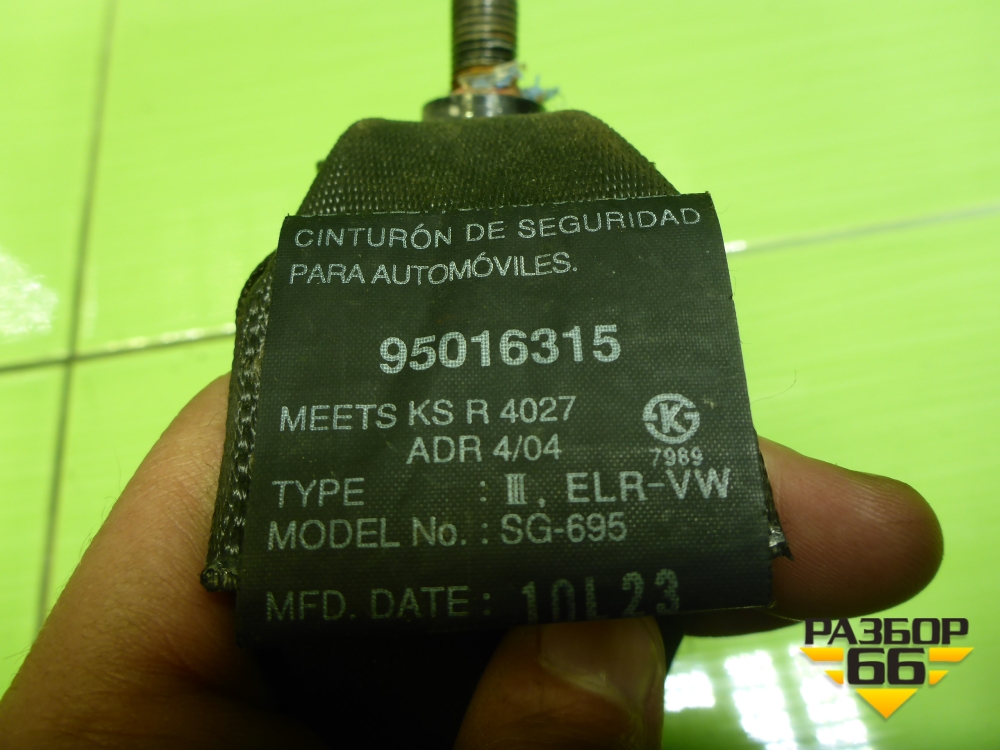 CINTURÓN DE SEGURIDAD
PARA AUTOMÓVILES.
95016315
MEETS KS R 4027
ADR 4/04
K
7989
TYPE : Ⅲ, ELR-VW
MODEL No. : SG-695
MFD. DATE : 10L23
РАЗБОР
66